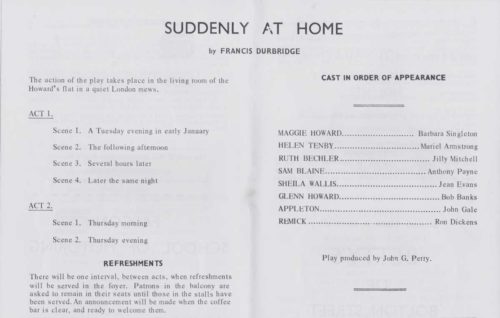 SUDDENLY AT HOME
by FRANCIS DURBRIDGE
The action of the play takes place in the living room of the
Howard's flat in a quiet London mews.
ACT 1.
Scene 1. A Tuesday evening in early January
Scene 2. The following afternoon
Scene 3. Several hours later
Scene 4. Later the same night
ACT 2.
Scene 1. Thursday morning
Scene 2. Thursday evening
REFRESHMENTS
There will be one interval, between acts, when refreshments
will be served in the foyer. Patrons in the balcony are
asked to remain in their seats until those in the stalls have
been served. An announcement will be made when the coffee
bar is clear, and ready to welcome them.
CAST IN ORDER OF APPEARANCE
MAGGIE HOWARD............................ Barbara Singleton
HELEN TENBY............................Muriel Armstrong
RUTH BECHLER............................Jilly Mitchell
SAM BLAINE............................Anthony Payne
SHEILA WALLIS............................Jean Evans
GLENN HOWARD............................Bob Banks
APPLETON............................John Gale
REMICK............................Ron Dickens
Play produced by John G. Perry.